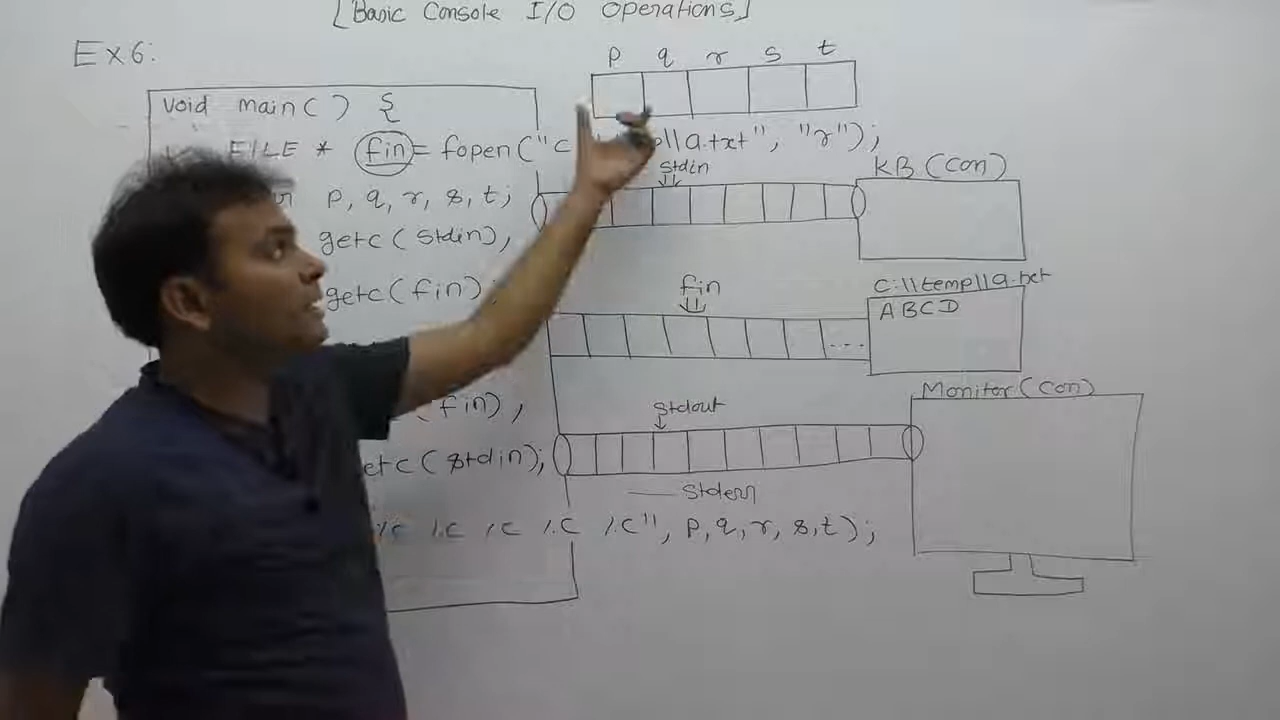 [Basic Console I/O Operations]
Ex6:
p q r s t
void main( ) {
FILE * fin = fopen("c ll a.txt", "r");
stdin
KB (con)
p, q, r, s, t;
getc ( stdin),
fin
c:\\temp\\a.txt
getc ( fin) ;
ABCD
Monitor (con)
stdout
( fin) ,
etc ( stdin);
stderr
%c %c %c %c %c", p, q, r, s, t );